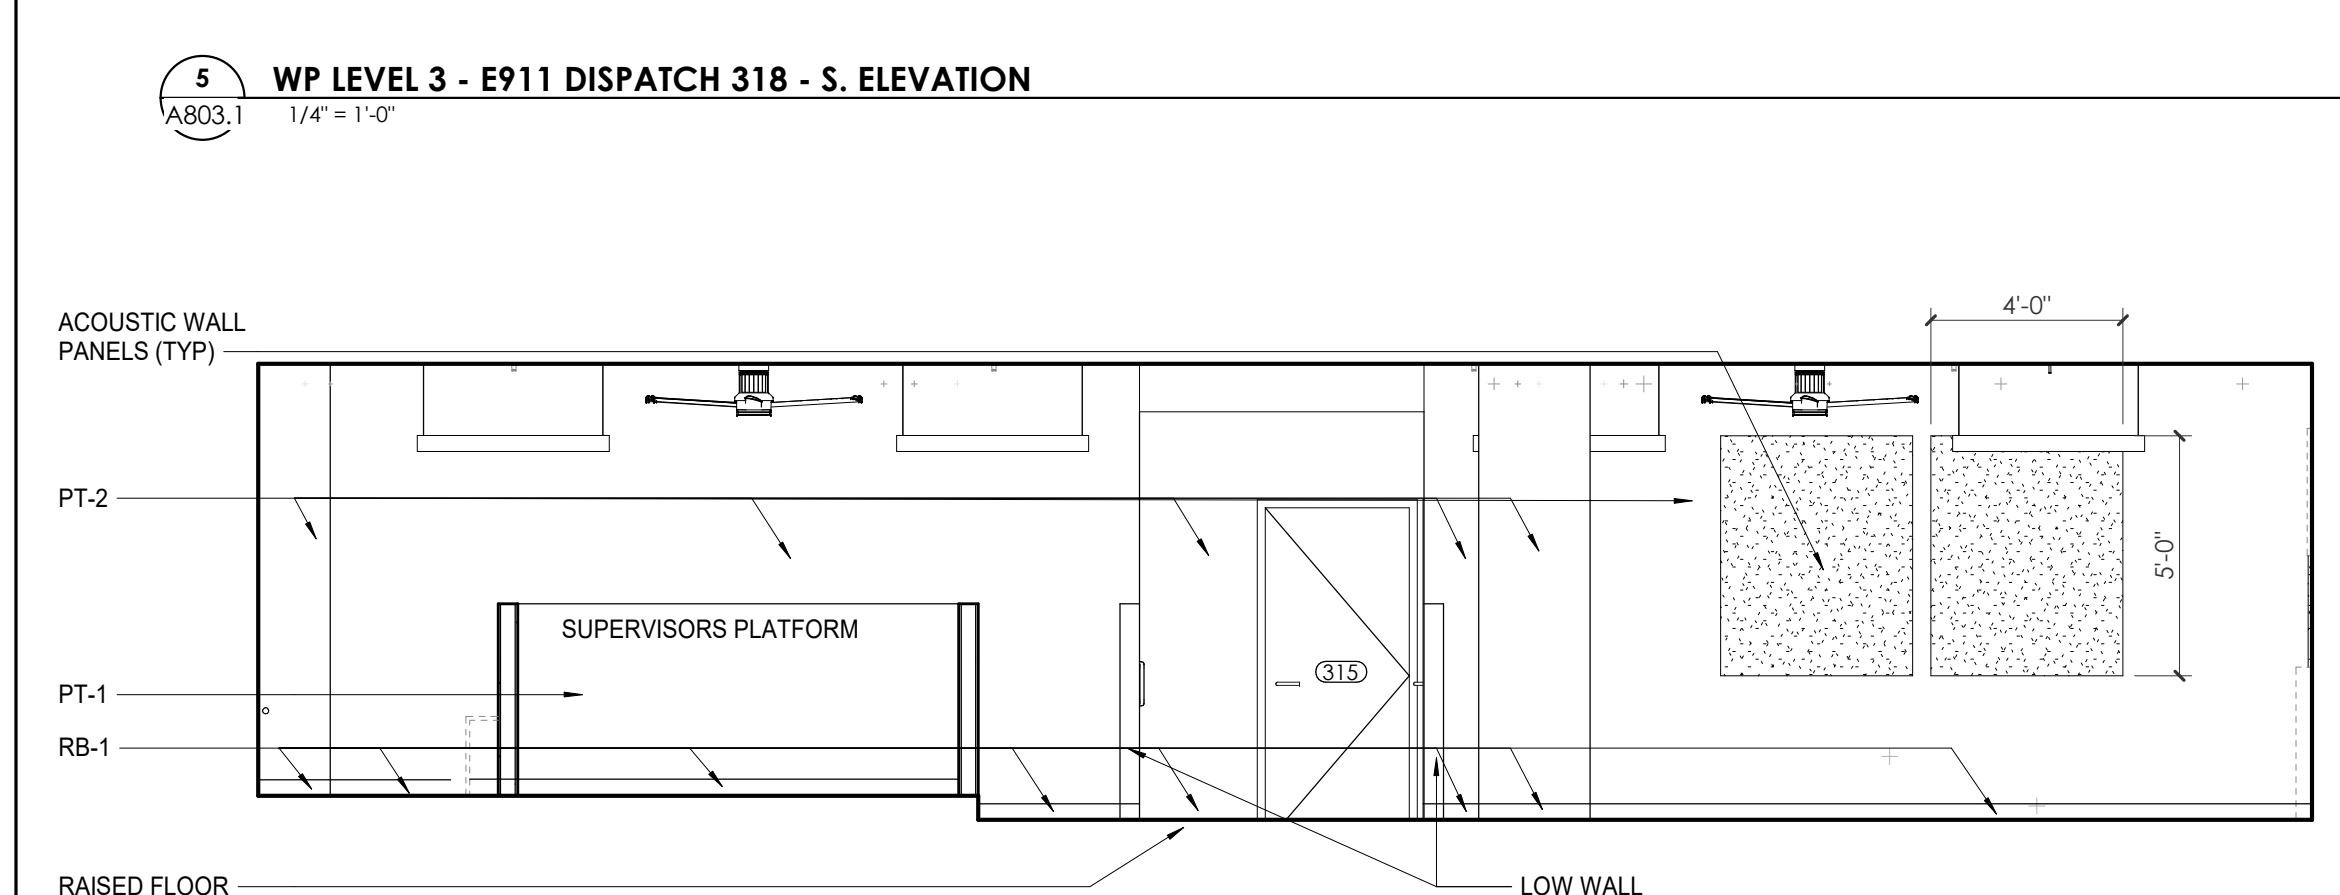 5
WP LEVEL 3 - E911 DISPATCH 318 - S. ELEVATION
A803.1
1/4" = 1'-0"
4'-0"
ACOUSTIC WALL
PANELS (TYP)
PT-2
5'-0"
SUPERVISORS PLATFORM
315
PT-1
RB-1
RAISED FLOOR
LOW WALL